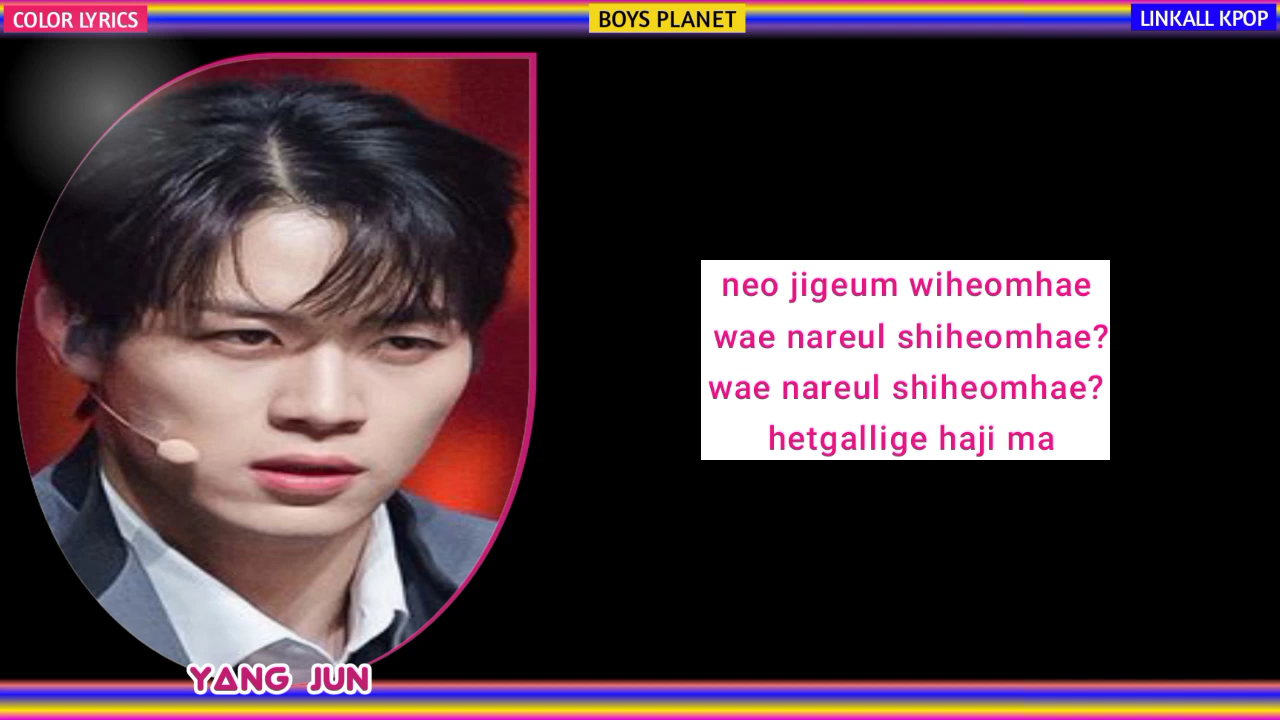 COLOR LYRICS
BOYS PLANET
LINKALL KPOP
neo jigeum wiheomhae
wae nareul shiheomhae?
wae nareul shiheomhae?
hetgallige haji ma
YANG JUN